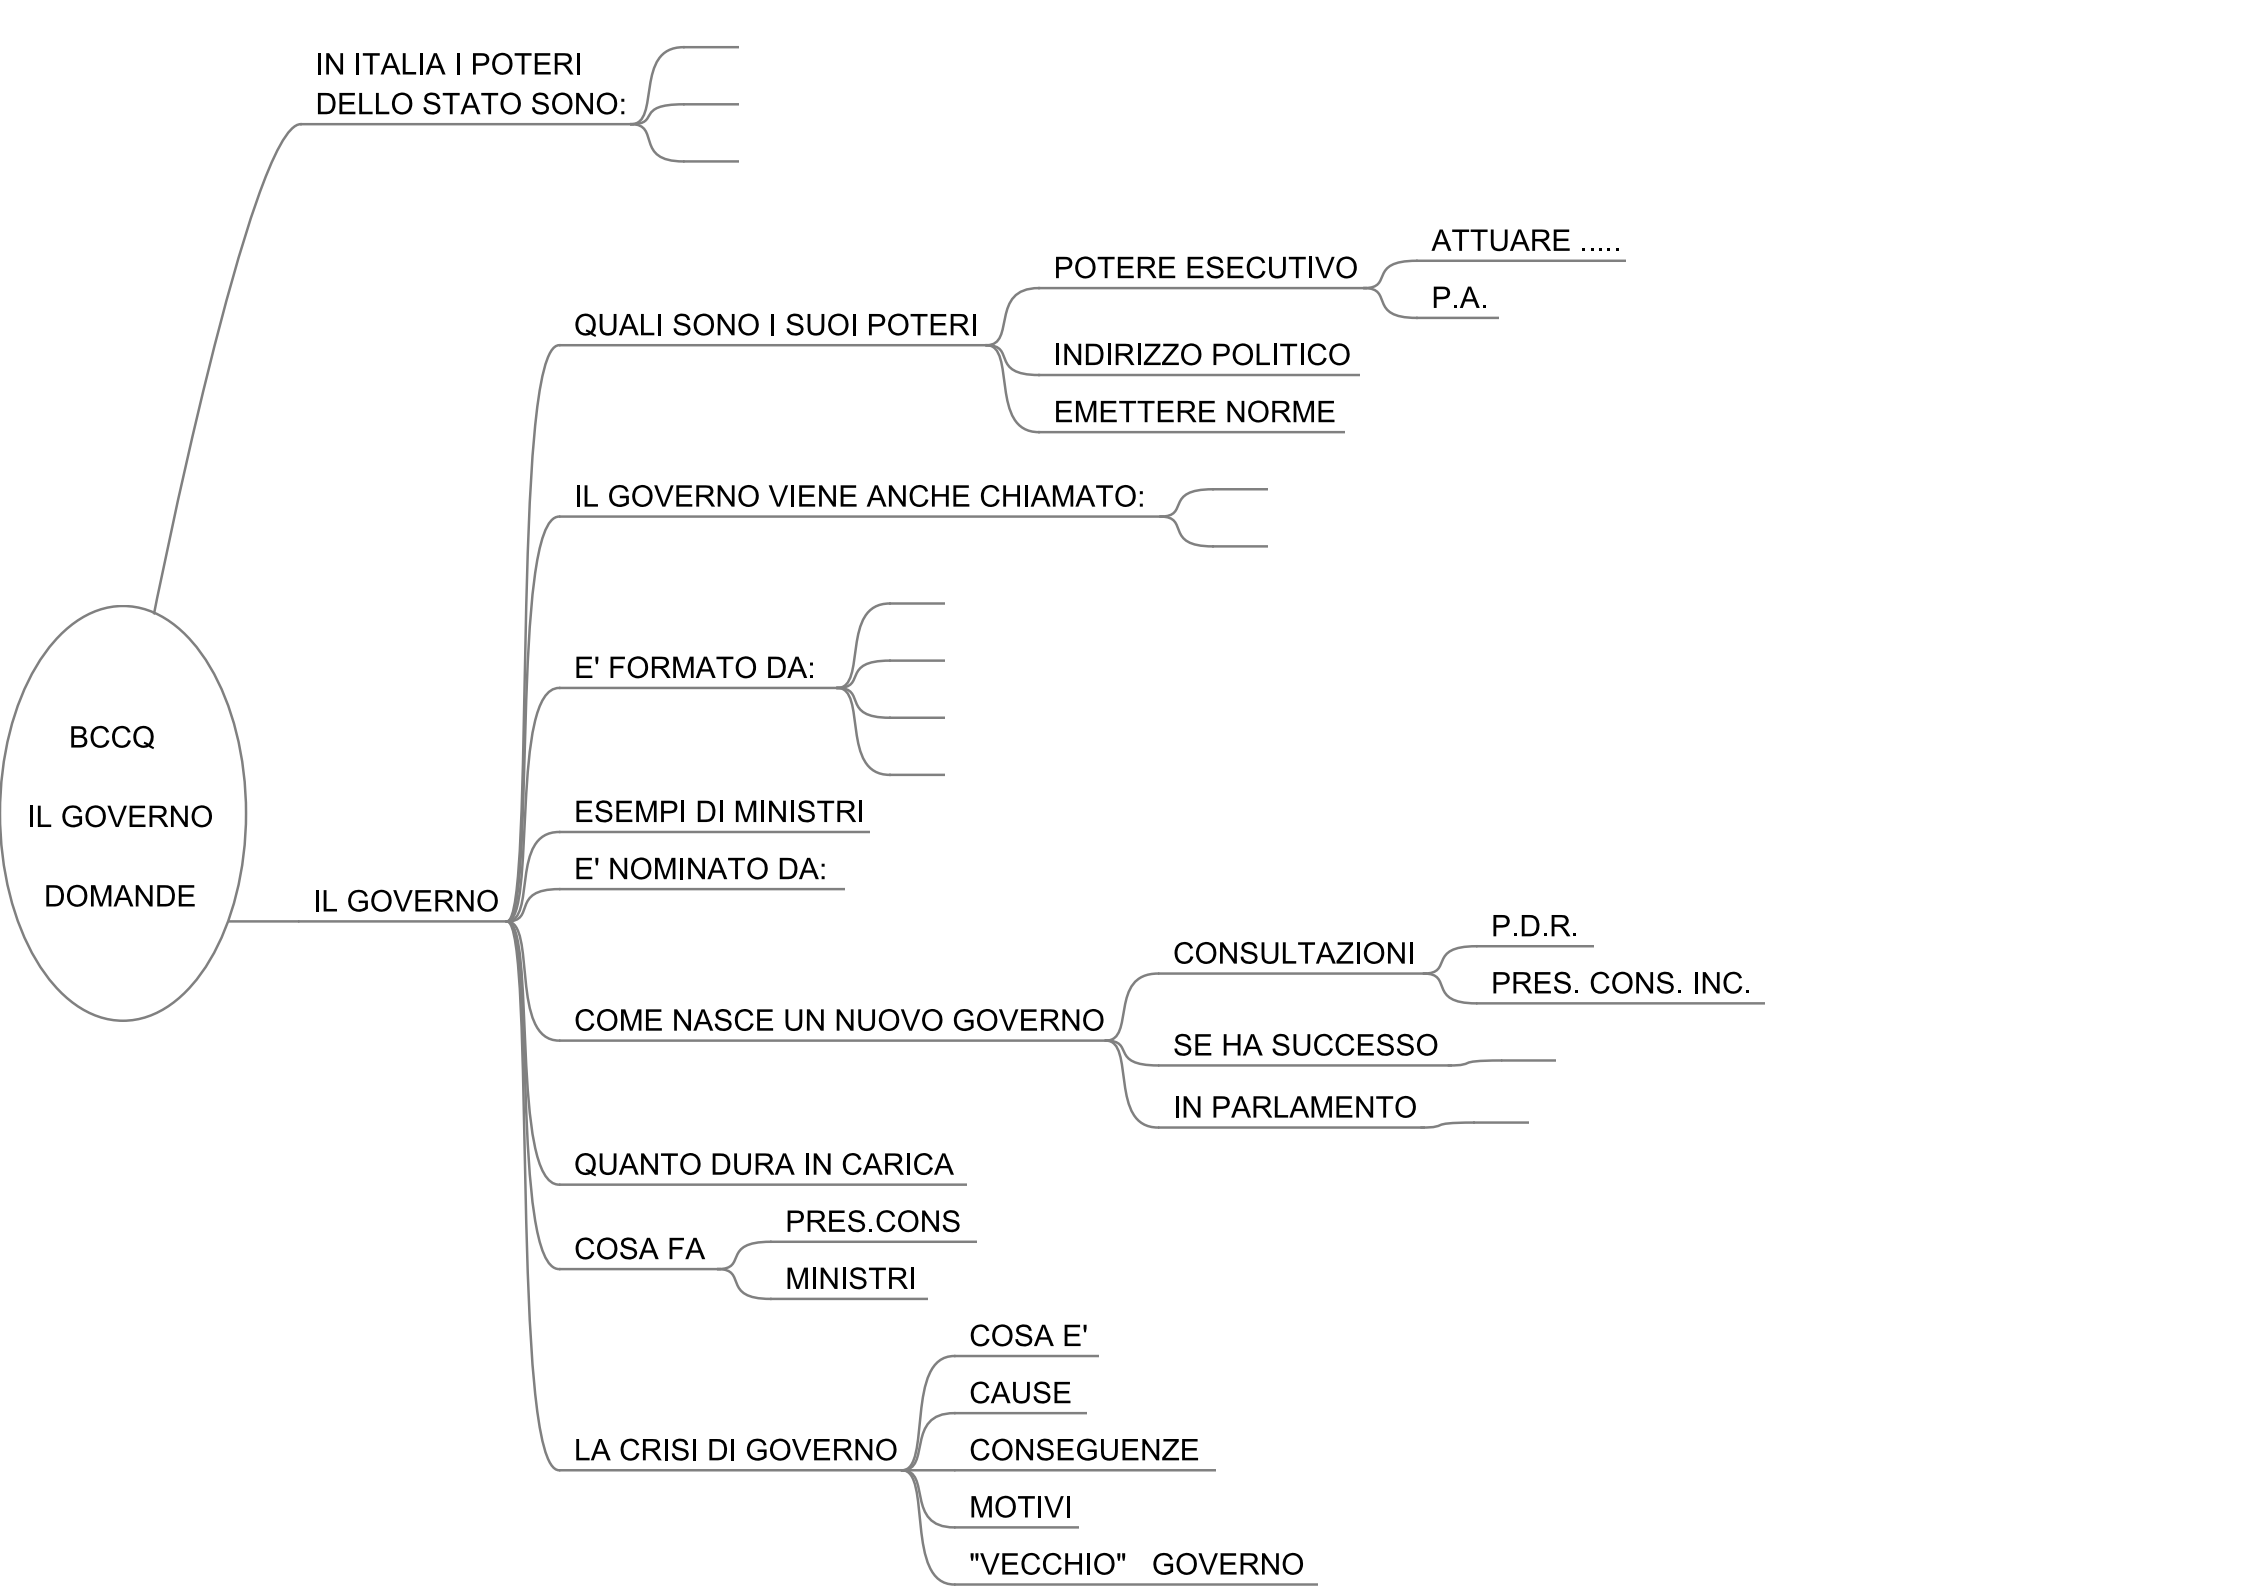 IN ITALIA I POTERI
DELLO STATO SONO:
ATTUARE .....
POTERE ESECUTIVO
P.A.
QUALI SONO I SUOI POTERI
INDIRIZZO POLITICO
EMETTERE NORME
IL GOVERNO VIENE ANCHE CHIAMATO:
E' FORMATO DA:
BCCQ
IL GOVERNO
DOMANDE
ESEMPI DI MINISTRI
E' NOMINATO DA:
IL GOVERNO
P.D.R.
CONSULTAZIONI
PRES. CONS. INC.
COME NASCE UN NUOVO GOVERNO
SE HA SUCCESSO
IN PARLAMENTO
QUANTO DURA IN CARICA
PRES.CONS
COSA FA
MINISTRI
COSA E'
CAUSE
LA CRISI DI GOVERNO
CONSEGUENZE
MOTIVI
"VECCHIO" GOVERNO